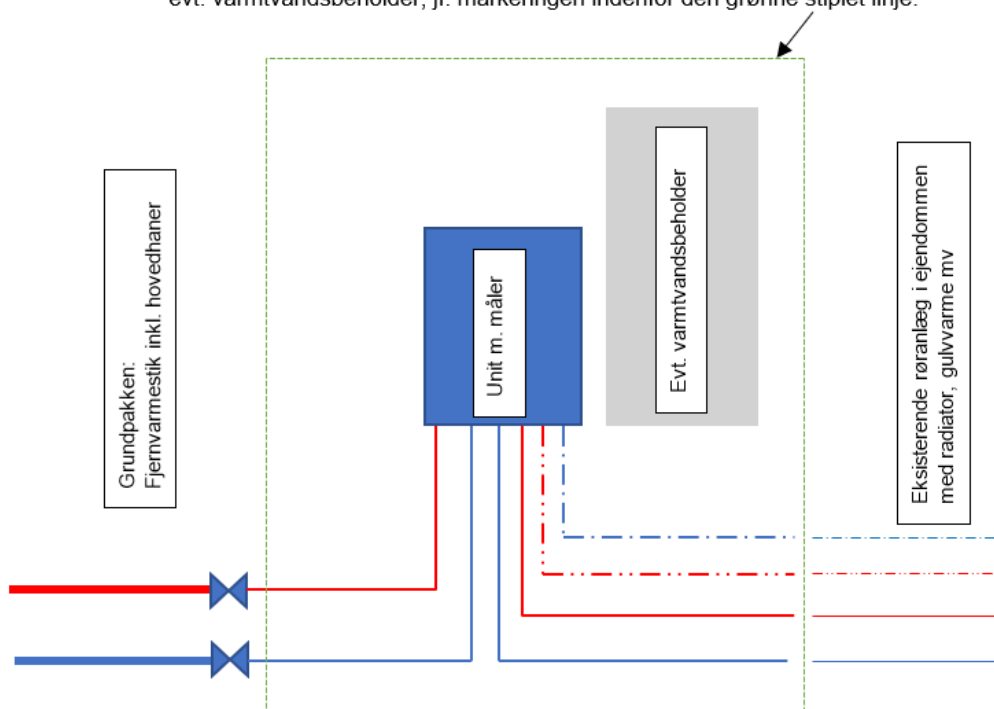 evt. varmtvandsbeholder, jf. markeringen indenfor den grønne stiplet linje.
Grundpakken:
Fjernvarmestik inkl. hovedhaner
Unit m. måler
Evt. varmtvandsbeholder
Eksisterende røranlæg i ejendommen
med radiator, gulvvarme mv